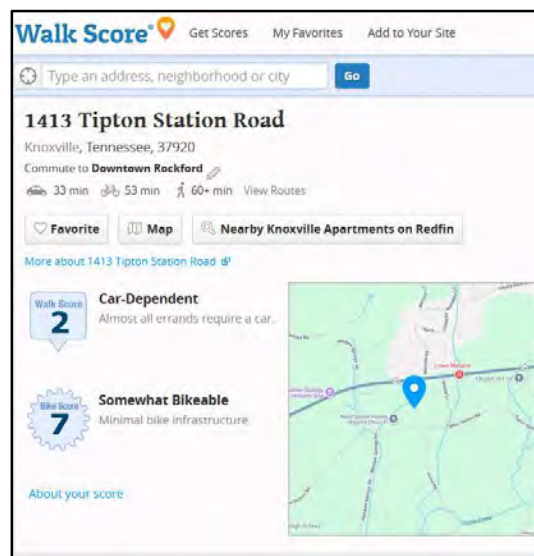 Walk Score® Get Scores My Favorites Add to Your Site
Type an address, neighborhood or city Go
1413 Tipton Station Road
Knoxville, Tennessee, 37920
Commute to Downtown Rockford
33 min 53 min 60+ min View Routes
Favorite Map Nearby Knoxville Apartments on Redfin
More about 1413 Tipton Station Road
Walk Score
2
Car-Dependent
Almost all errands require a car.
Bike Score
7
Somewhat Bikeable
Minimal bike infrastructure.
About your score